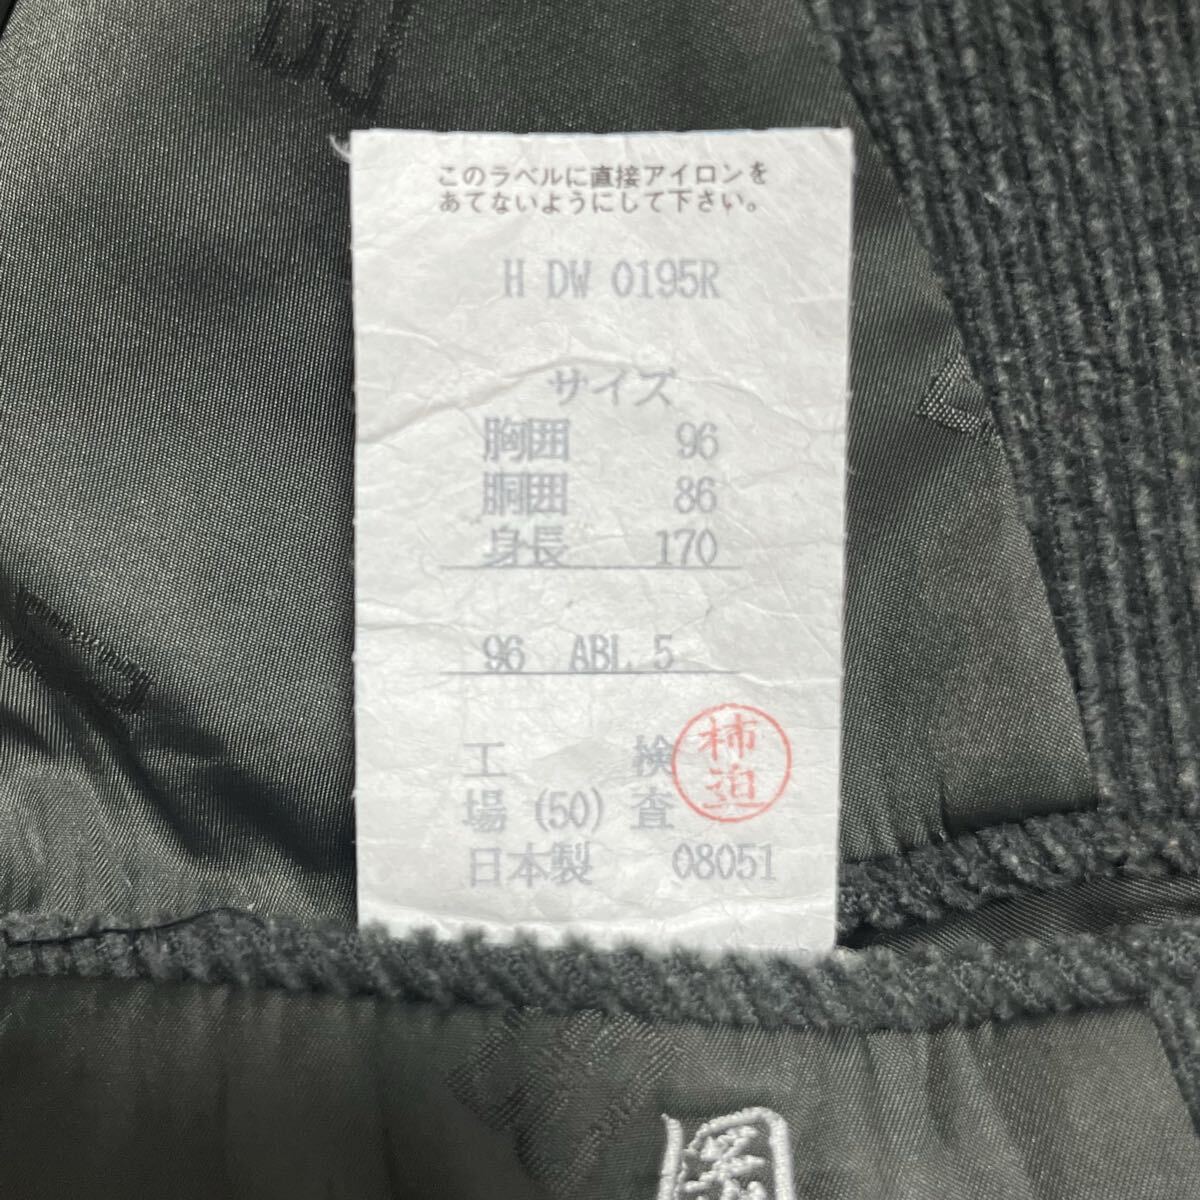 このラベルに直接アイロンを
あてないようにして下さい。
H DW 0195R
サイズ
胸囲 96
胴囲 86
身長 170
96 ABL 5
工場 (50) 検査 柿迫
日本製 08051